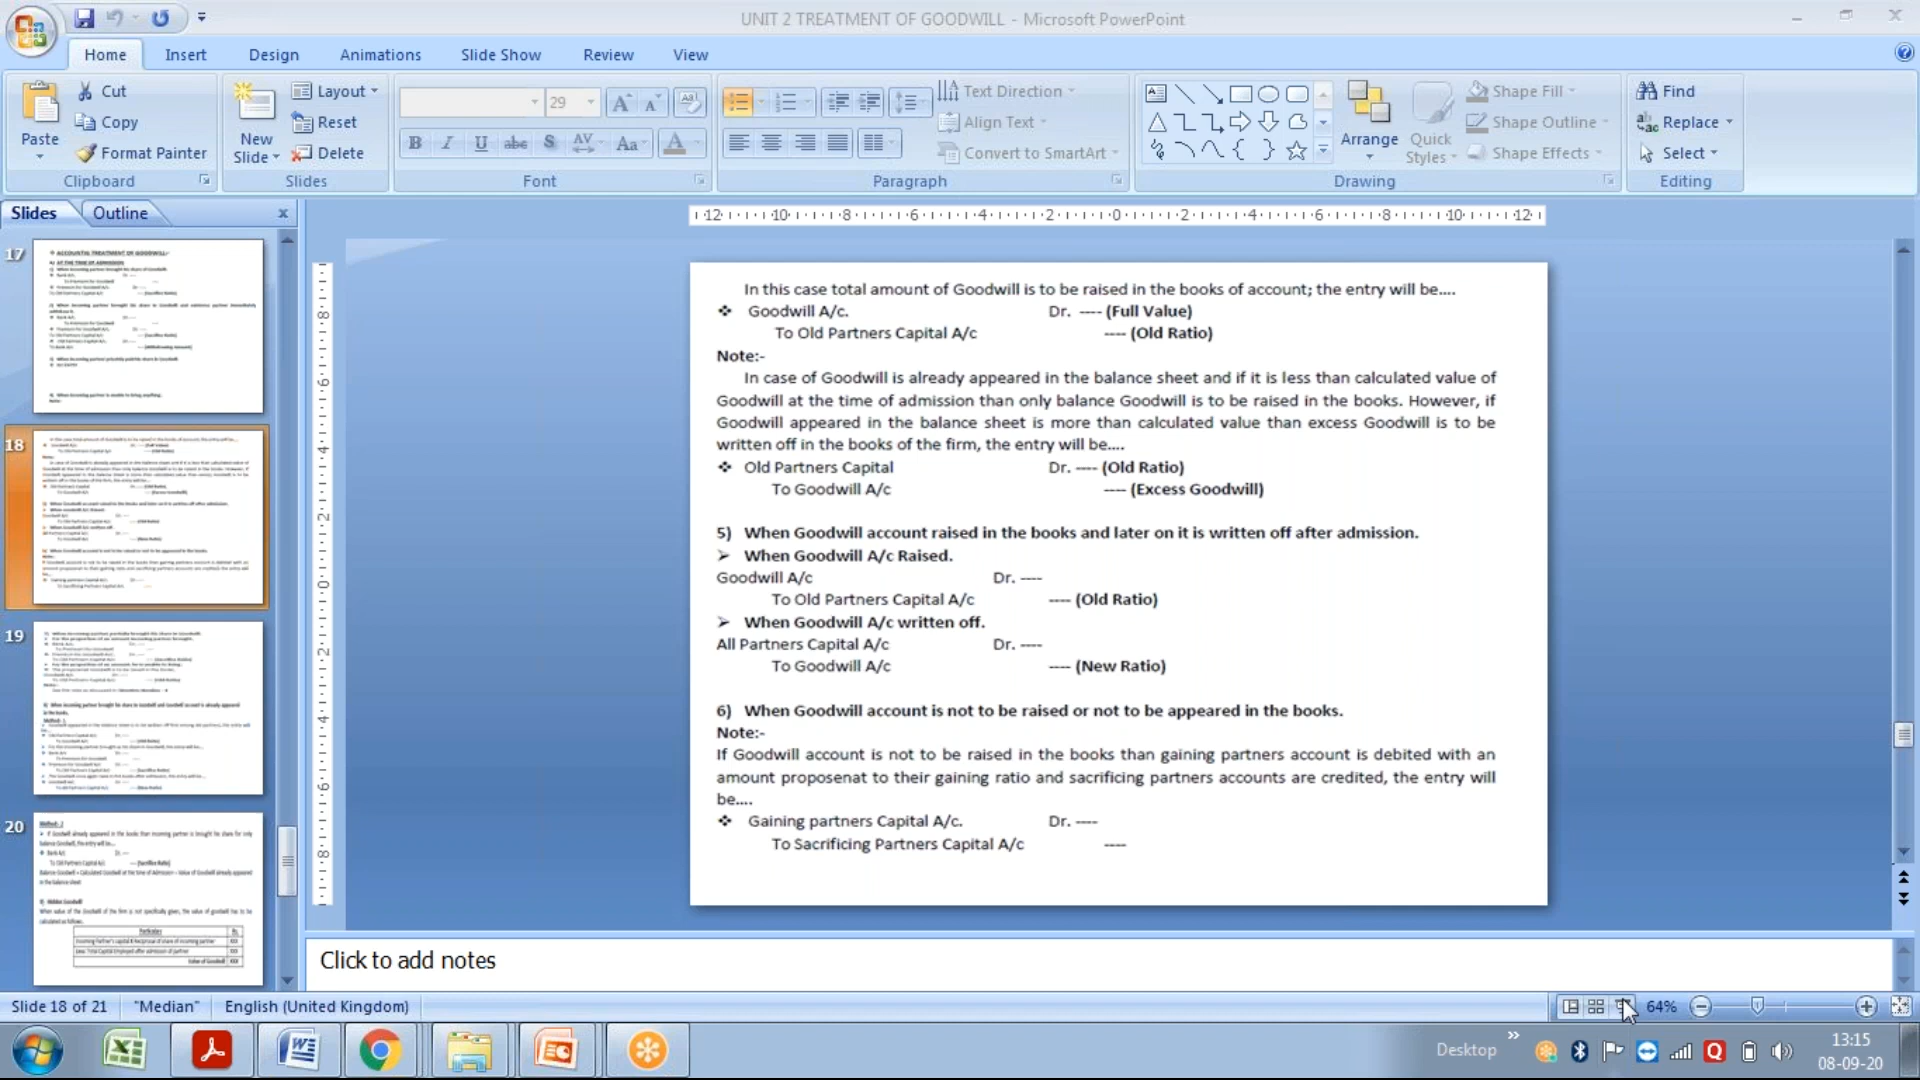 UNIT 2 TREATMENT OF GOODWILL - Microsoft PowerPoint
Home Insert Design Animations Slide Show Review View
Paste
Cut
Copy
Format Painter
Clipboard
New
Slide
Layout
Reset
Delete
Slides
29
Font
Text Direction
Align Text
Convert to SmartArt
Paragraph
Arrange
Quick
Styles
Shape Fill
Shape Outline
Shape Effects
Drawing
Find
Replace
Select
Editing
Slides Outline
17
18
19
20
In this case total amount of Goodwill is to be raised in the books of account; the entry will be....
❖ Goodwill A/c. Dr. ---- (Full Value)
To Old Partners Capital A/c ---- (Old Ratio)
Note:-
In case of Goodwill is already appeared in the balance sheet and if it is less than calculated value of
Goodwill at the time of admission than only balance Goodwill is to be raised in the books. However, if
Goodwill appeared in the balance sheet is more than calculated value than excess Goodwill is to be
written off in the books of the firm, the entry will be....
❖ Old Partners Capital Dr. ---- (Old Ratio)
To Goodwill A/c ---- (Excess Goodwill)
5) When Goodwill account raised in the books and later on it is written off after admission.
➢ When Goodwill A/c Raised.
Goodwill A/c Dr. ----
To Old Partners Capital A/c ---- (Old Ratio)
➢ When Goodwill A/c written off.
All Partners Capital A/c Dr. ----
To Goodwill A/c ---- (New Ratio)
6) When Goodwill account is not to be raised or not to be appeared in the books.
Note:-
If Goodwill account is not to be raised in the books than gaining partners account is debited with an
amount proposenat to their gaining ratio and sacrificing partners accounts are credited, the entry will
be....
❖ Gaining partners Capital A/c. Dr. ----
To Sacrificing Partners Capital A/c ----
Click to add notes
Slide 18 of 21 "Median" English (United Kingdom) 64%
Desktop
13:15
08-09-20